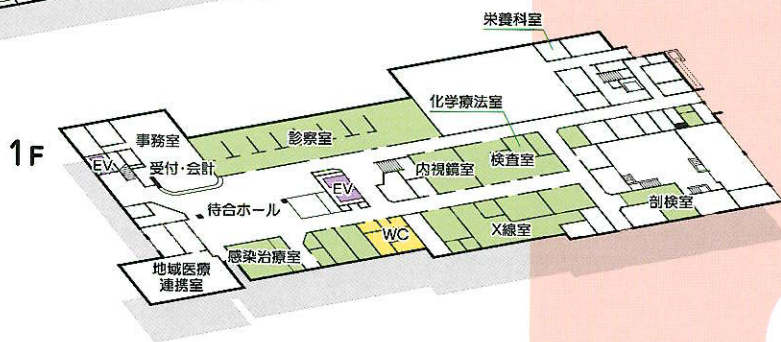 栄養科室
化学療法室
1F
事務室
診察室
EV
受付・会計
内視鏡室
検査室
EV
待合ホール
剖検室
WC
X線室
感染治療室
地域医療
連携室